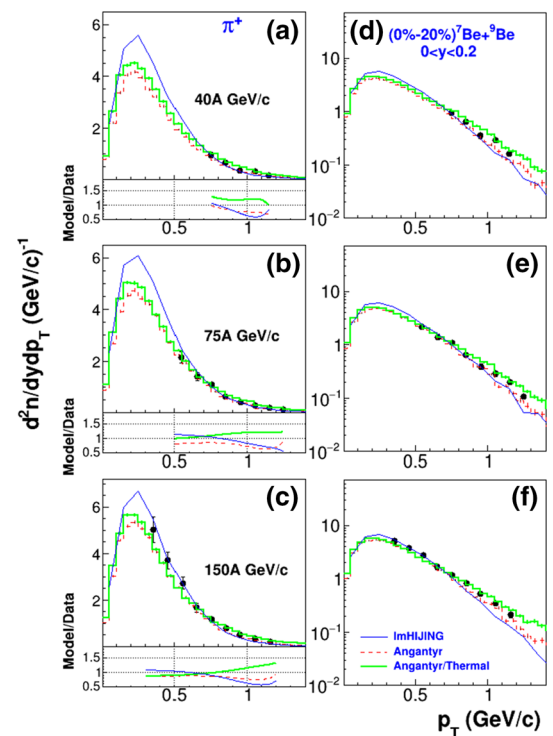 π+
(a)
40A GeV/c
6
4
2
Model/Data
1.5
1
0.5
0.5
1
(d)
(0%-20%)⁷Be+⁹Be
0<y<0.2
10
1
10⁻¹
10⁻²
0.5
1
d²n/dydpT (GeV/c)⁻¹
(b)
75A GeV/c
6
4
2
Model/Data
1.5
1
0.5
0.5
1
(e)
10
1
10⁻¹
10⁻²
0.5
1
(c)
150A GeV/c
6
4
2
Model/Data
1.5
1
0.5
0.5
1
(f)
10
1
10⁻¹
10⁻²
ImHIJING
Angantyr
Angantyr/Thermal
0.5
1
pT (GeV/c)